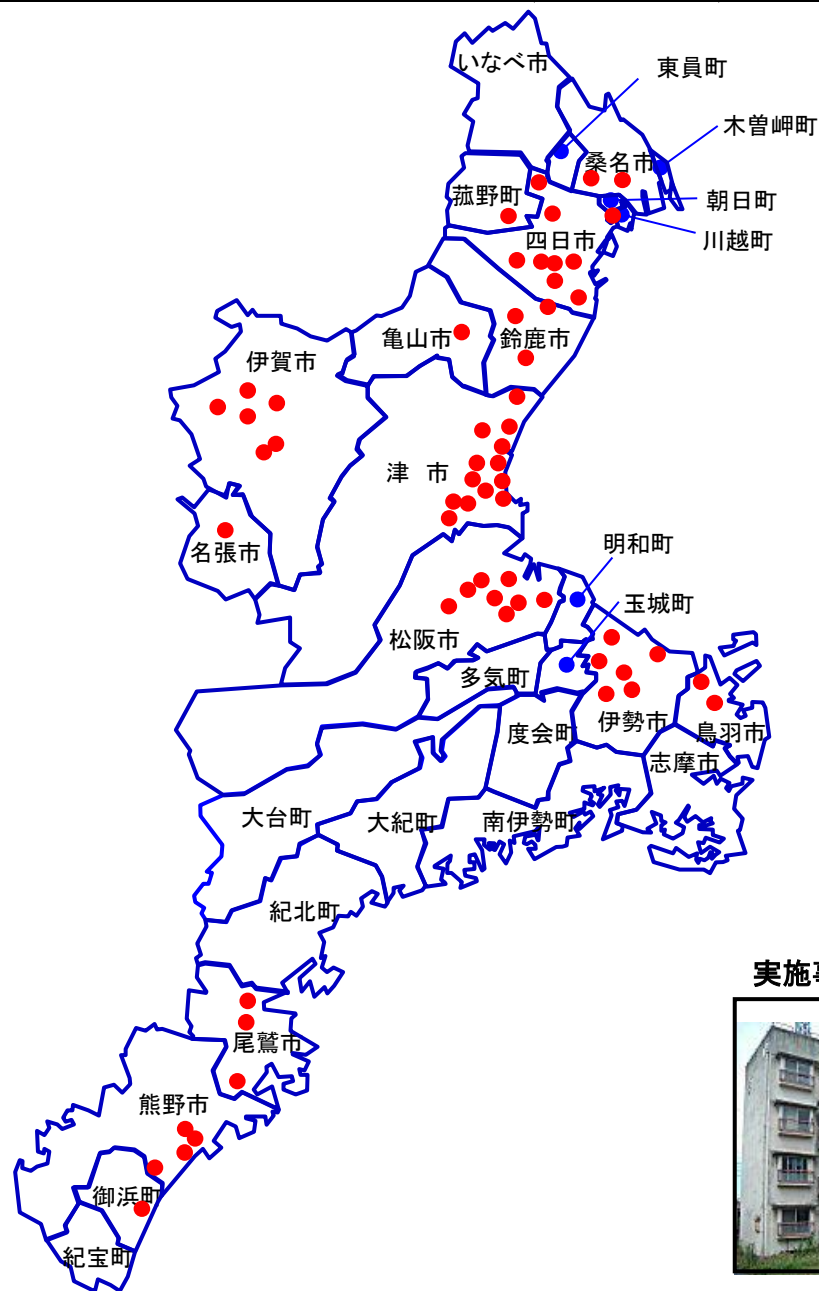 いなべ市
東員町
木曽岬町
桑名市
菰野町
朝日町
四日市
川越町
亀山市
鈴鹿市
伊賀市
津 市
名張市
明和町
玉城町
松阪市
多気町
度会町
伊勢市
鳥羽市
志摩市
大台町
大紀町
南伊勢町
紀北町
実施
尾鷲市
熊野市
御浜町
紀宝町